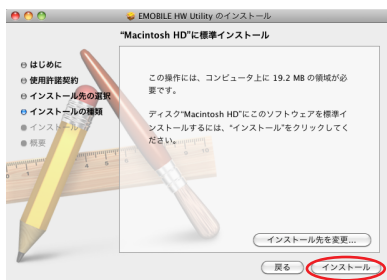 EMOBILE HW Utility のインストール
"Macintosh HD"に標準インストール
はじめに
使用許諾契約
インストール先の選択
インストールの種類
インストール
概要
この操作には、コンピュータ上に 19.2 MB の領域が必
要です。
ディスク"Macintosh HD"にこのソフトウェアを標準イ
ンストールするには、"インストール"をクリックしてく
ださい。
インストール先を変更...
戻る
インストール